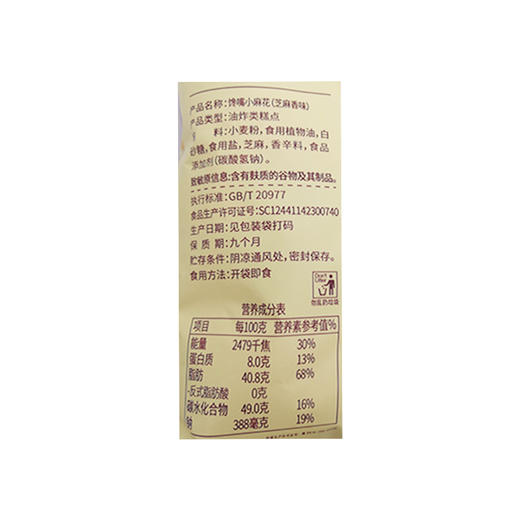 产品名称:馋嘴小麻花(芝麻香味)
产品类型:油炸类糕点
料:小麦粉,食用植物油,白
砂糖,食用盐,芝麻,香辛料,食品
添加剂(碳酸氢钠)。
致敏原信息:含有麸质的谷物及其制品。
执行标准:GB/T 20977
食品生产许可证号:SC12441142300740
生产日期:见包装袋打码
保 质 期:九个月
贮存条件:阴凉通风处,密封保存。
食用方法:开袋即食
Don't Litter
勿乱扔垃圾
营养成分表
项目 每100克 营养素参考值%
能量 2479千焦 30%
蛋白质 8.0克 13%
脂肪 40.8克 68%
-反式脂肪酸 0克
碳水化合物 49.0克 16%
钠 388毫克 19%